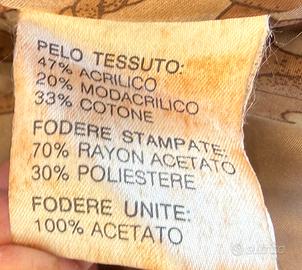 PELO TESSUTO:
47% ACRILICO
20% MODACRILICO
33% COTONE
FODERE STAMPATE:
70% RAYON ACETATO
30% POLIESTERE
FODERE UNITE:
100% ACETATO
subito